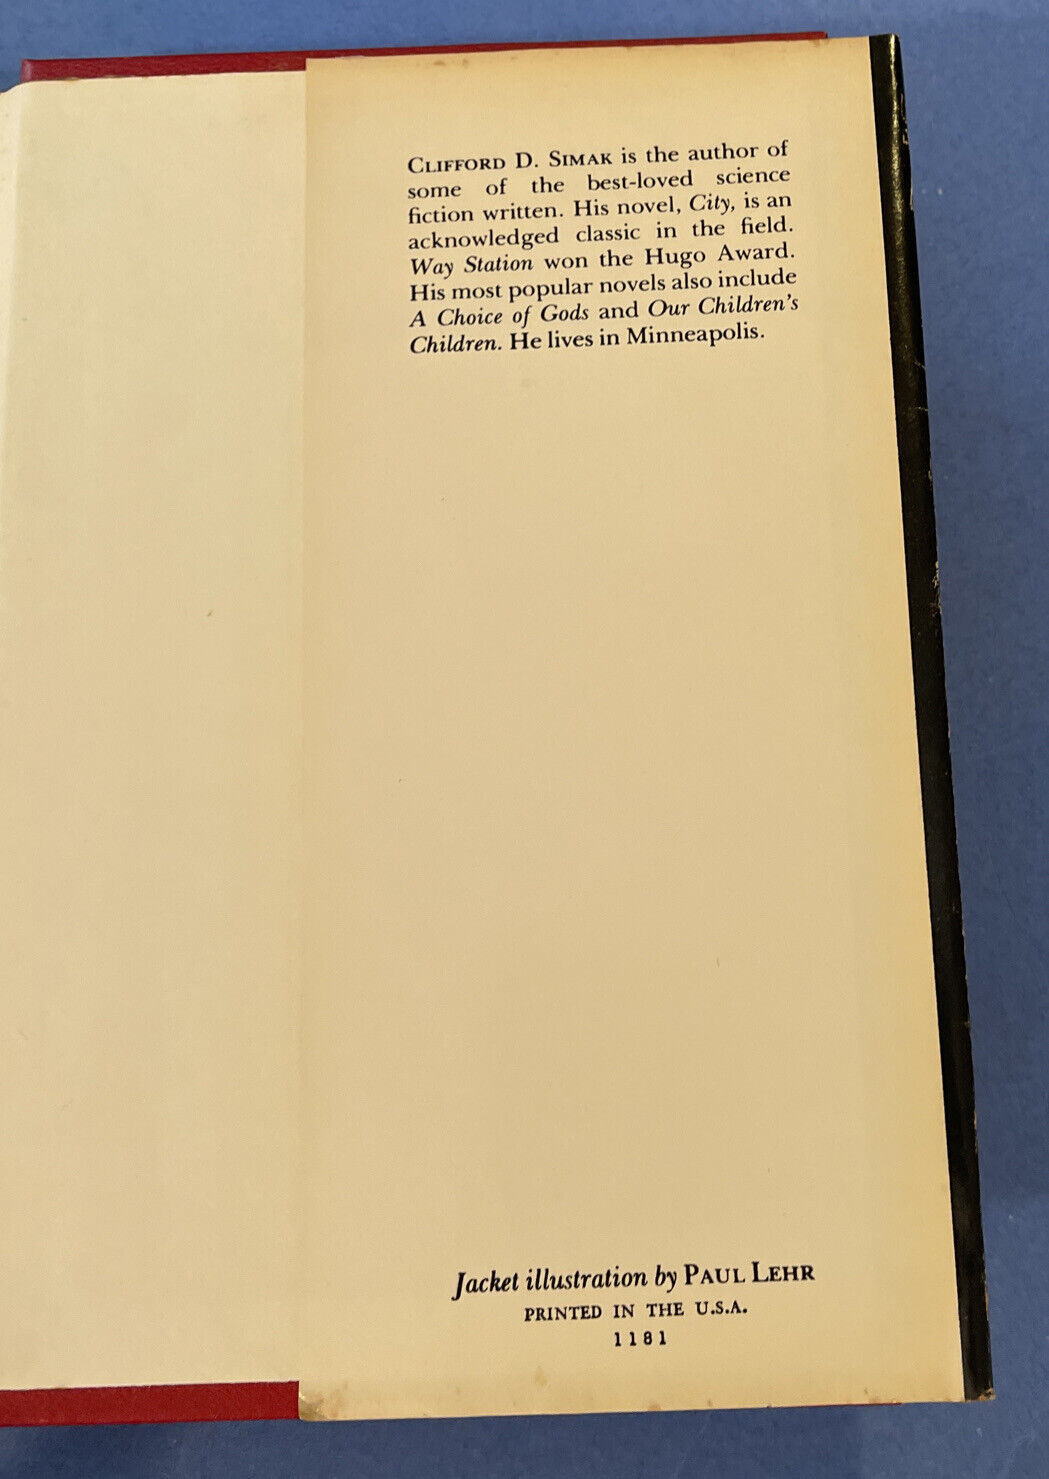 CLIFFORD D. SIMAK is the author of
some of the best-loved science
fiction written. His novel, City, is an
acknowledged classic in the field.
Way Station won the Hugo Award.
His most popular novels also include
A Choice of Gods and Our Children's
Children. He lives in Minneapolis.
Jacket illustration by PAUL LEHR
PRINTED IN THE U.S.A.
1181